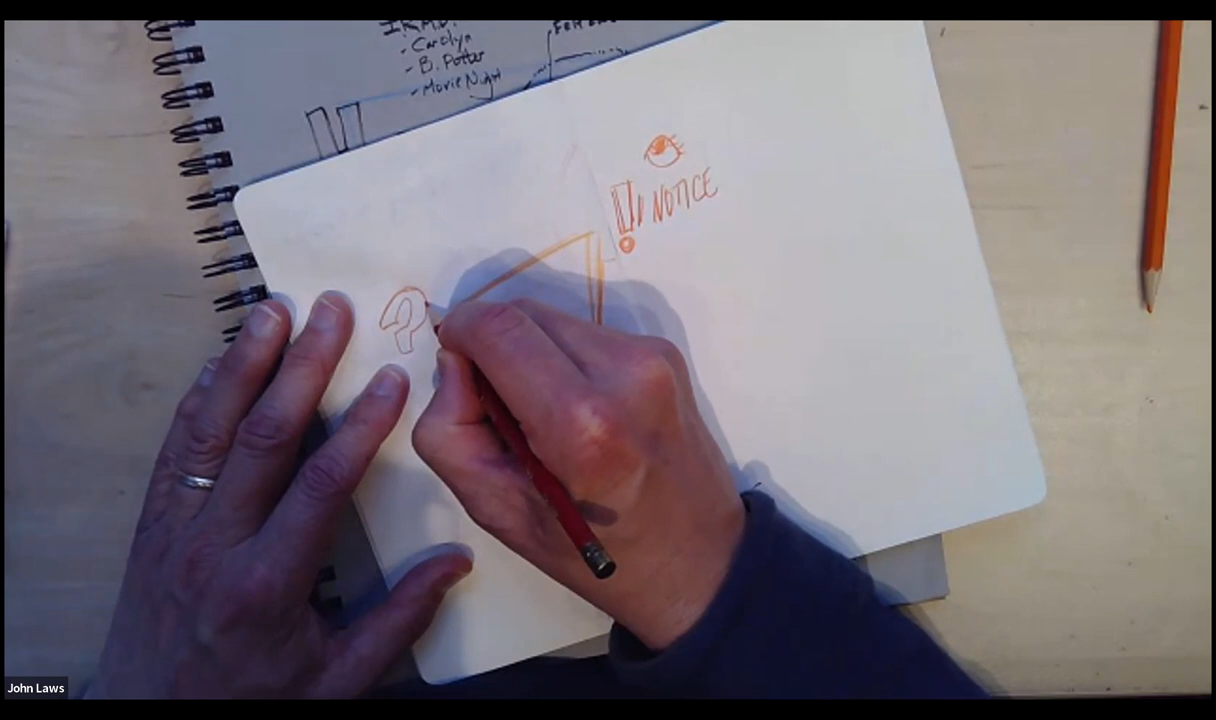 - Carolyn
- B. Potter
- Movie Night
!! NOTICE
?
John Laws